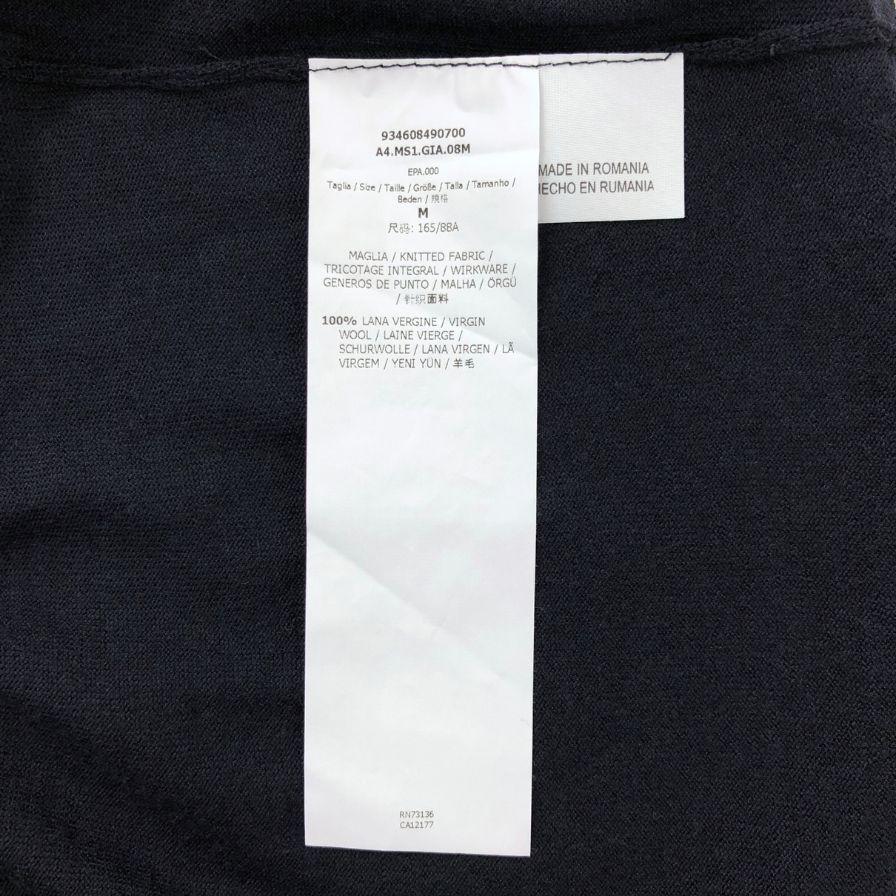 934608490700
A4.MS1.GIA.08M
EPA.000
Taglia / Size / Taille / Größe / Talla / Tamanho /
Beden / 规格
M
尺码: 165/88A
MAGLIA / KNITTED FABRIC /
TRICOTAGE INTEGRAL / WIRKWARE /
GENEROS DE PUNTO / MALHA / ÖRGÜ
/ 针织面料
100% LANA VERGINE / VIRGIN
WOOL / LAINE VIERGE /
SCHURWOLLE / LANA VIRGEN / LÃ
VIRGEM / YENI YÜN / 羊毛
RN73136
CA12177
MADE IN ROMANIA
HECHO EN RUMANIA